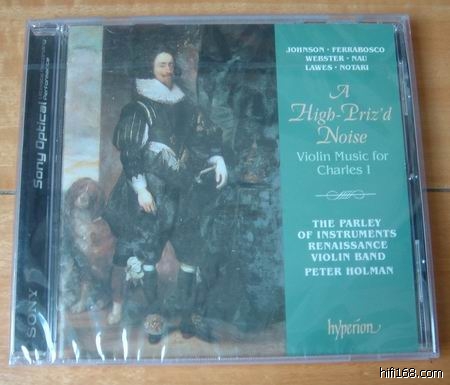 JOHNSON · FERRABOSCO
WEBSTER · NAU
LAWES · NOTARI
A
High-Priz'd
Noise
Violin Music for
Charles I
THE PARLEY
OF INSTRUMENTS
RENAISSANCE
VIOLIN BAND
PETER HOLMAN
hyperion
SONY
Sony Optical
Performance
hifi168.com